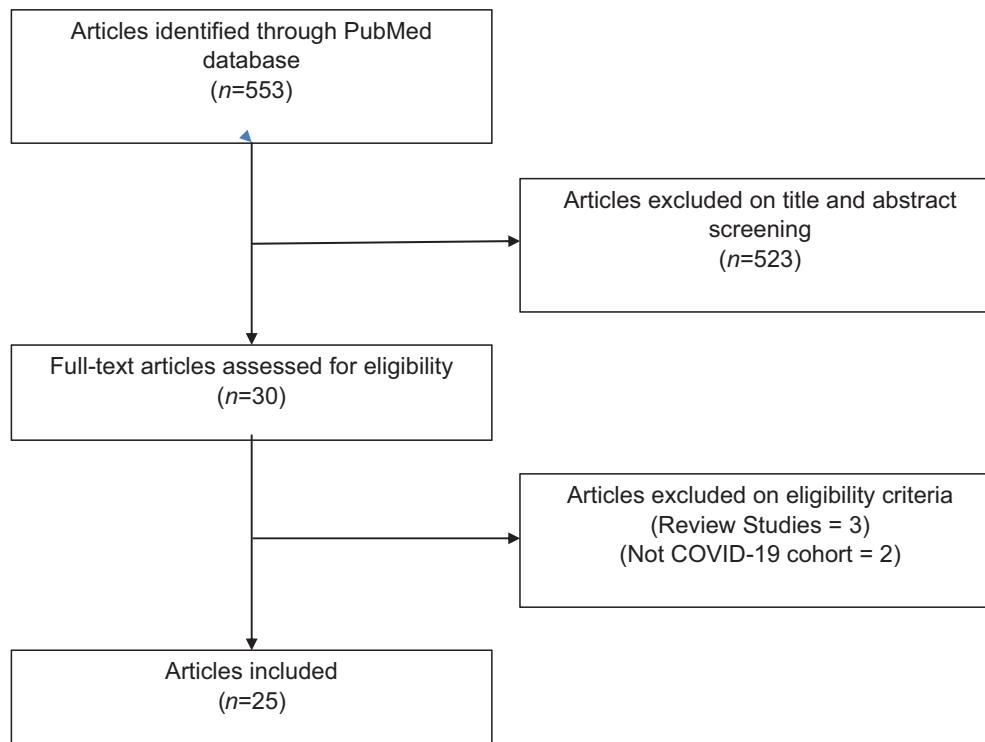 Articles identified through PubMed
database
(n=553)
Articles excluded on title and abstract
screening
(n=523)
Full-text articles assessed for eligibility
(n=30)
Articles excluded on eligibility criteria
(Review Studies = 3)
(Not COVID-19 cohort = 2)
Articles included
(n=25)